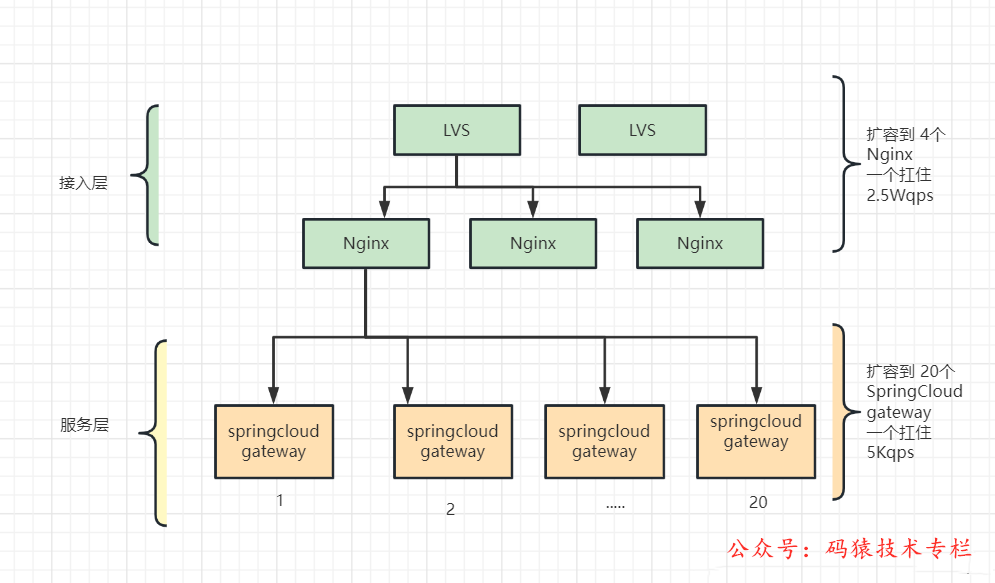 LVS
LVS
扩容到 4个
Nginx
一个扛住
2.5Wqps
接入层
Nginx
Nginx
Nginx
扩容到 20个
SpringCloud
gateway
一个扛住
5Kqps
服务层
springcloud
gateway
springcloud
gateway
springcloud
gateway
springcloud
gateway
1
2
.....
20
公众号：码猿技术专栏